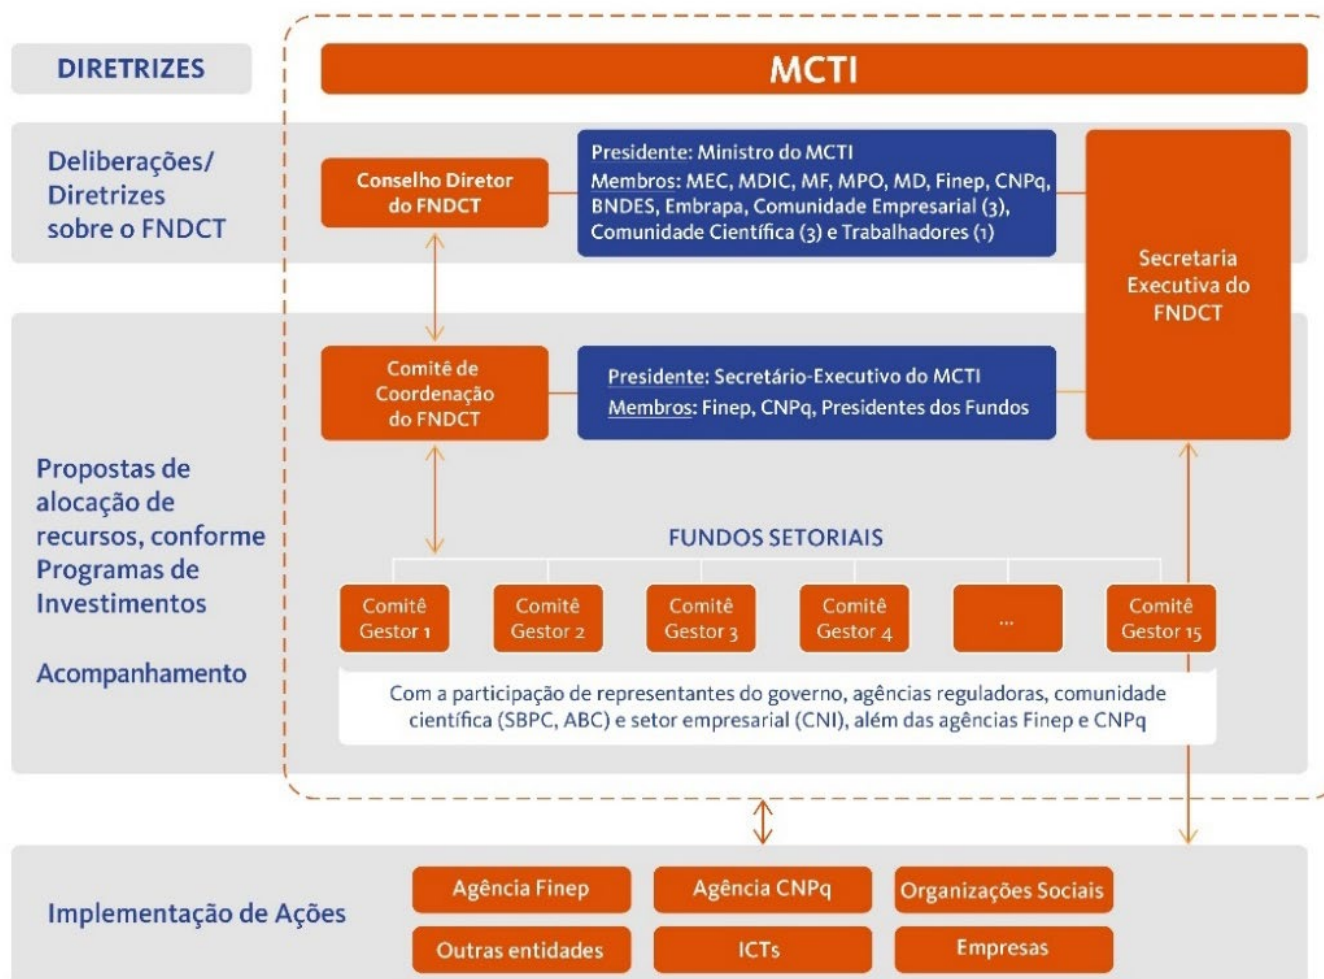 DIRETRIZES
MCTI
Deliberações/
Diretrizes
sobre o FNDCT
Conselho Diretor
do FNDCT
Presidente: Ministro do MCTI
Membros: MEC, MDIC, MF, MPO, MD, Finep, CNPq,
BNDES, Embrapa, Comunidade Empresarial (3),
Comunidade Científica (3) e Trabalhadores (1)
Secretaria
Executiva do
FNDCT
Comitê de
Coordenação
do FNDCT
Presidente: Secretário-Executivo do MCTI
Membros: Finep, CNPq, Presidentes dos Fundos
Propostas de
alocação de
recursos, conforme
Programas de
Investimentos
Acompanhamento
FUNDOS SETORIAIS
Comitê
Gestor 1
Comitê
Gestor 2
Comitê
Gestor 3
Comitê
Gestor 4
...
Comitê
Gestor 15
Com a participação de representantes do governo, agências reguladoras, comunidade
científica (SBPC, ABC) e setor empresarial (CNI), além das agências Finep e CNPq
Implementação de Ações
Agência Finep
Agência CNPq
Organizações Sociais
Outras entidades
ICTs
Empresas